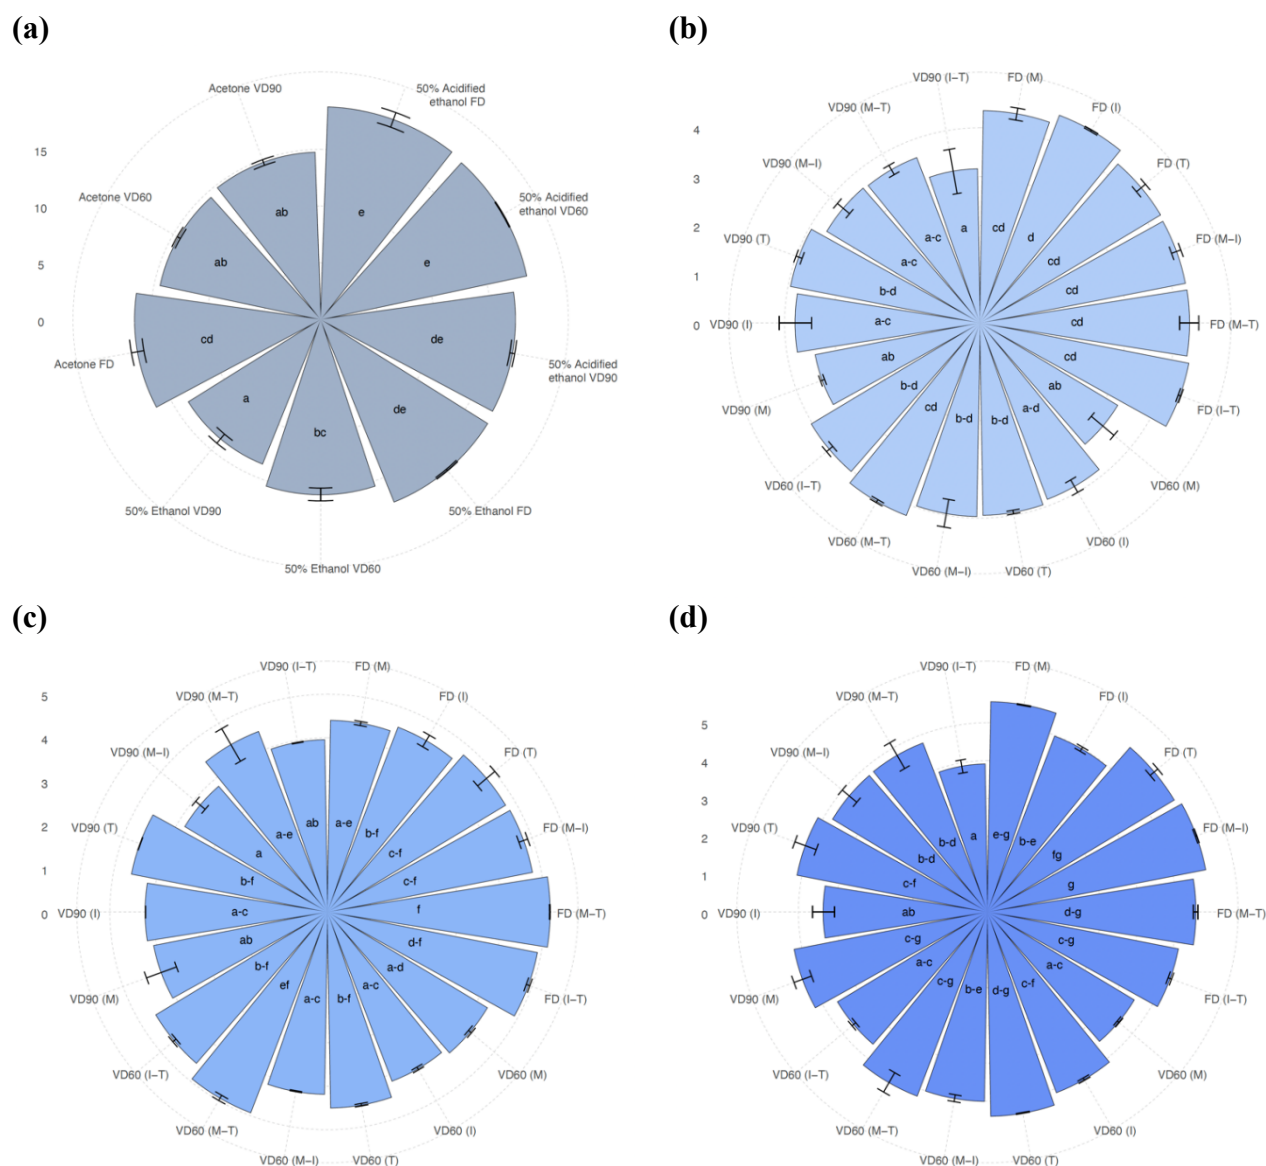 (a)
Acetone VD90
50% Acidified
ethanol FD
15
10
5
0
Acetone VD60
50% Acidified
ethanol VD60
ab
e
ab
e
cd
de
Acetone FD
50% Acidified
ethanol VD90
a
de
bc
50% Ethanol VD90
50% Ethanol FD
50% Ethanol VD60
(b)
VD90 (I–T)
FD (M)
VD90 (M–T)
FD (I)
4
3
2
1
0
VD90 (M–I)
FD (T)
VD90 (T)
FD (M–I)
VD90 (I)
FD (M–T)
VD90 (M)
FD (I–T)
VD60 (I–T)
VD60 (M)
VD60 (M–T)
VD60 (I)
VD60 (M–I)
VD60 (T)
cd
d
cd
cd
cd
cd
ab
a-d
b-d
b-d
cd
b-d
ab
a-c
b-d
a-c
a-c
a
(c)
VD90 (I–T)
FD (M)
VD90 (M–T)
FD (I)
5
4
3
2
1
0
VD90 (M–I)
FD (T)
VD90 (T)
FD (M–I)
VD90 (I)
FD (M–T)
VD90 (M)
FD (I–T)
VD60 (I–T)
VD60 (M)
VD60 (M–T)
VD60 (I)
VD60 (M–I)
VD60 (T)
a-e
b-f
c-f
c-f
f
d-f
a-d
a-c
b-f
a-c
ef
b-f
ab
a-c
b-f
a
a-e
ab
(d)
VD90 (I–T)
FD (M)
VD90 (M–T)
FD (I)
5
4
3
2
1
0
VD90 (M–I)
FD (T)
VD90 (T)
FD (M–I)
VD90 (I)
FD (M–T)
VD90 (M)
FD (I–T)
VD60 (I–T)
VD60 (M)
VD60 (M–T)
VD60 (I)
VD60 (M–I)
VD60 (T)
e-g
b-e
fg
g
d-g
c-g
a-c
c-f
d-g
b-e
c-g
a-c
c-g
ab
c-f
b-d
b-d
a